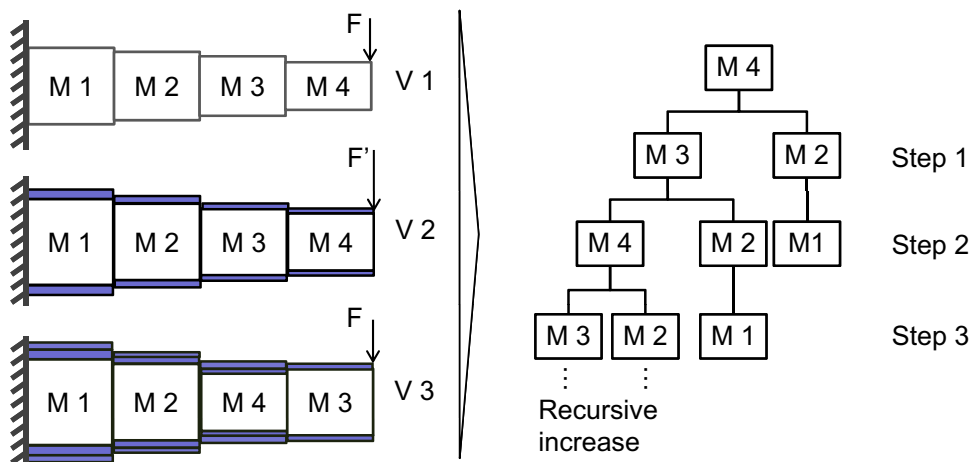 F
M 1 M 2 M 3 M 4 V 1
F'
M 1 M 2 M 3 M 4 V 2
F
M 1 M 2 M 4 M 3 V 3
M 4
M 3 M 2 Step 1
M 4 M 2 M1 Step 2
M 3 M 2 M 1 Step 3
Recursive
increase